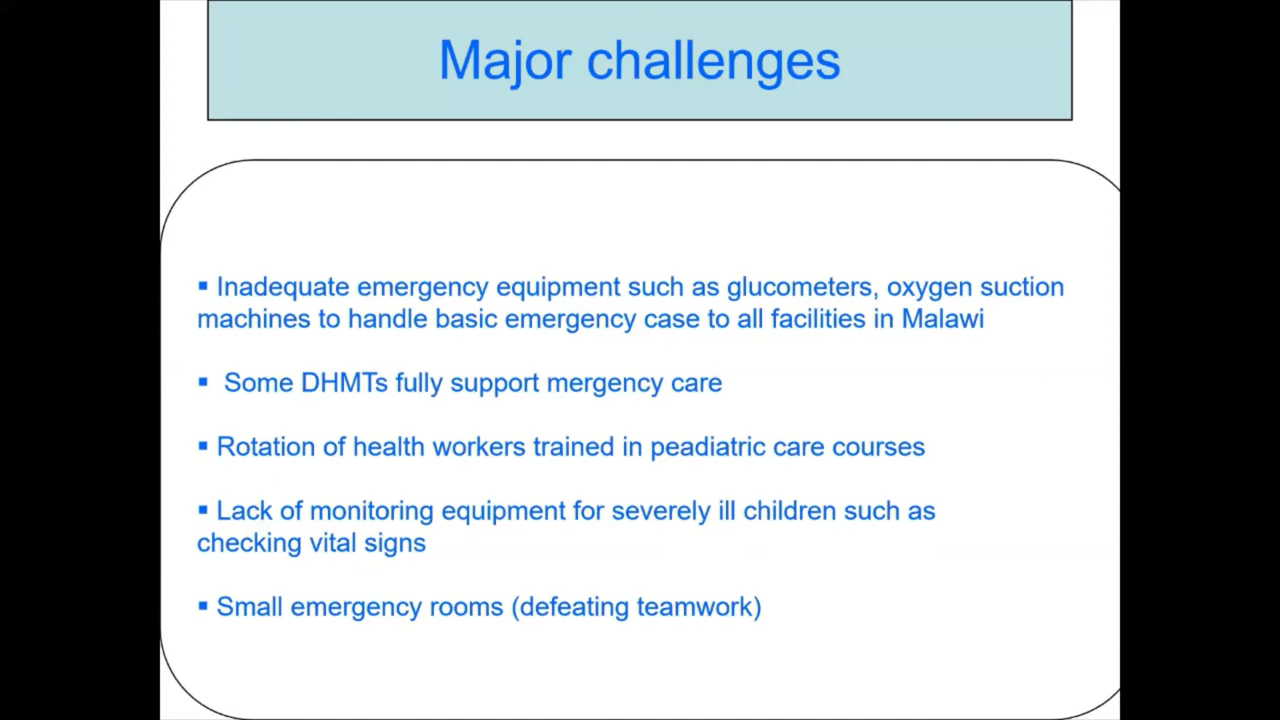 Major challenges
▪ Inadequate emergency equipment such as glucometers, oxygen suction
machines to handle basic emergency case to all facilities in Malawi
▪ Some DHMTs fully support mergency care
▪ Rotation of health workers trained in peadiatric care courses
▪ Lack of monitoring equipment for severely ill children such as
checking vital signs
▪ Small emergency rooms (defeating teamwork)